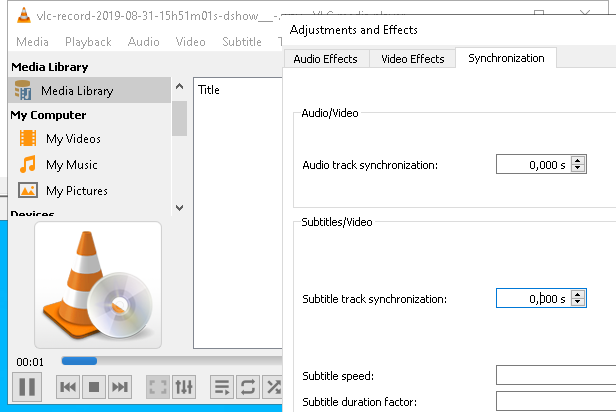 vlc-record-2019-08-31-15h51m01s-dshow__-.
Adjustments and Effects
Media Playback Audio Video Subtitle
Audio Effects Video Effects Synchronization
Media Library
Media Library
Title
My Computer
My Videos
My Music
My Pictures
Devices
Audio/Video
Audio track synchronization: 0,000 s
Subtitles/Video
Subtitle track synchronization: 0,000 s
00:01
Subtitle speed:
Subtitle duration factor: